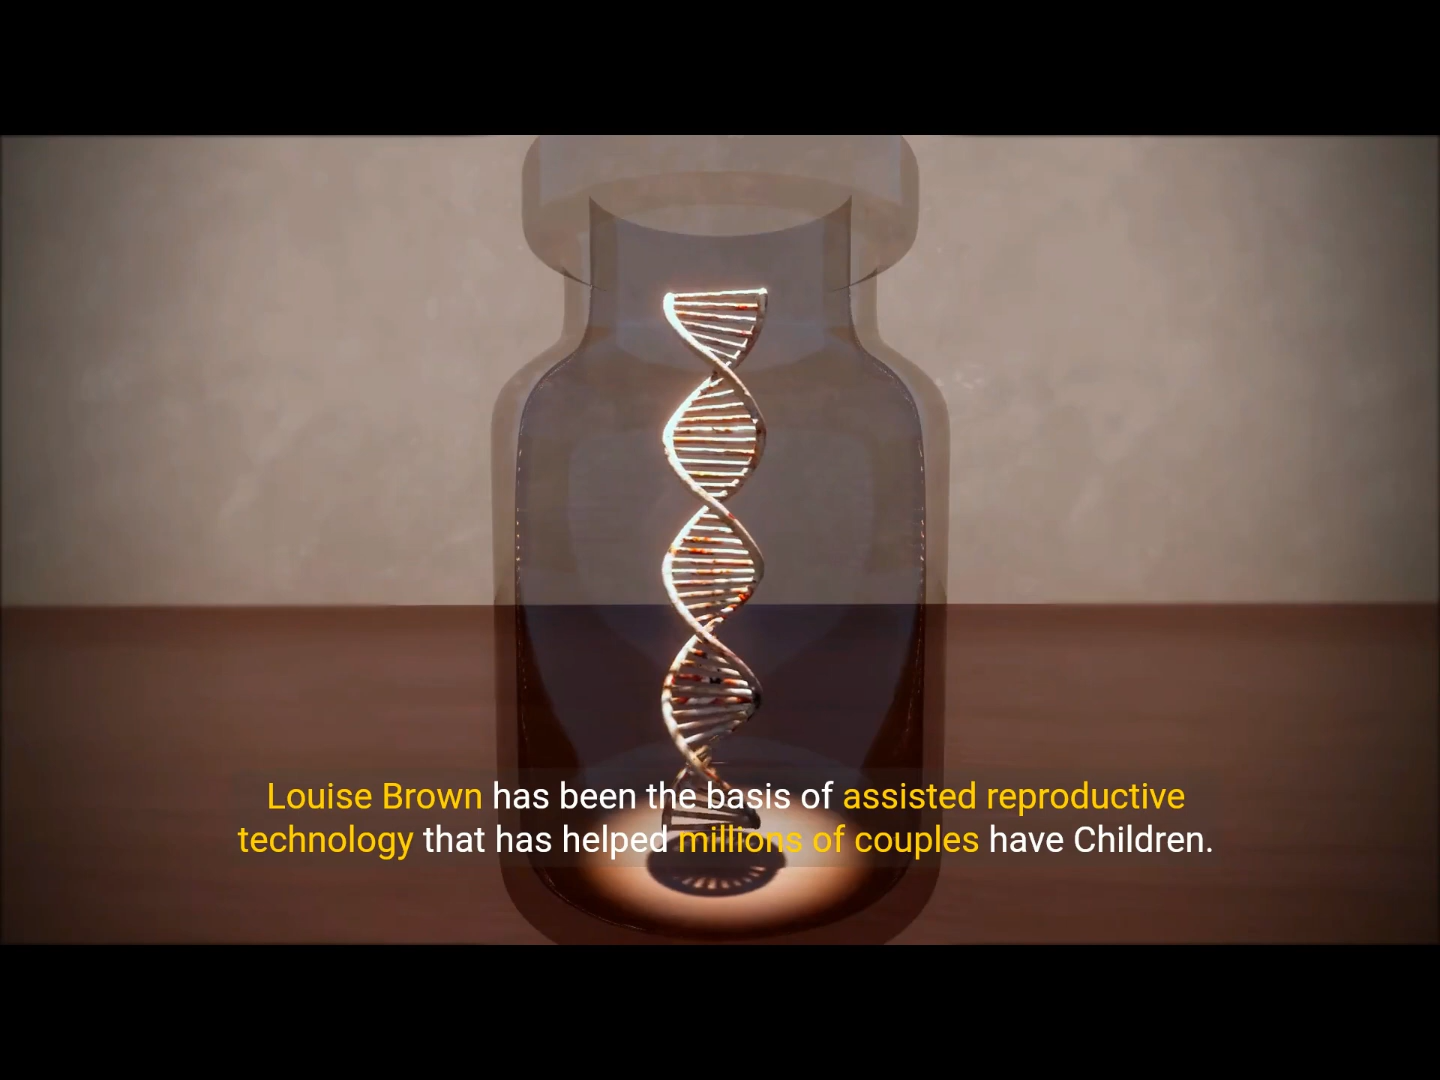 Louise Brown has been the basis of assisted reproductive
technology that has helped millions of couples have Children.